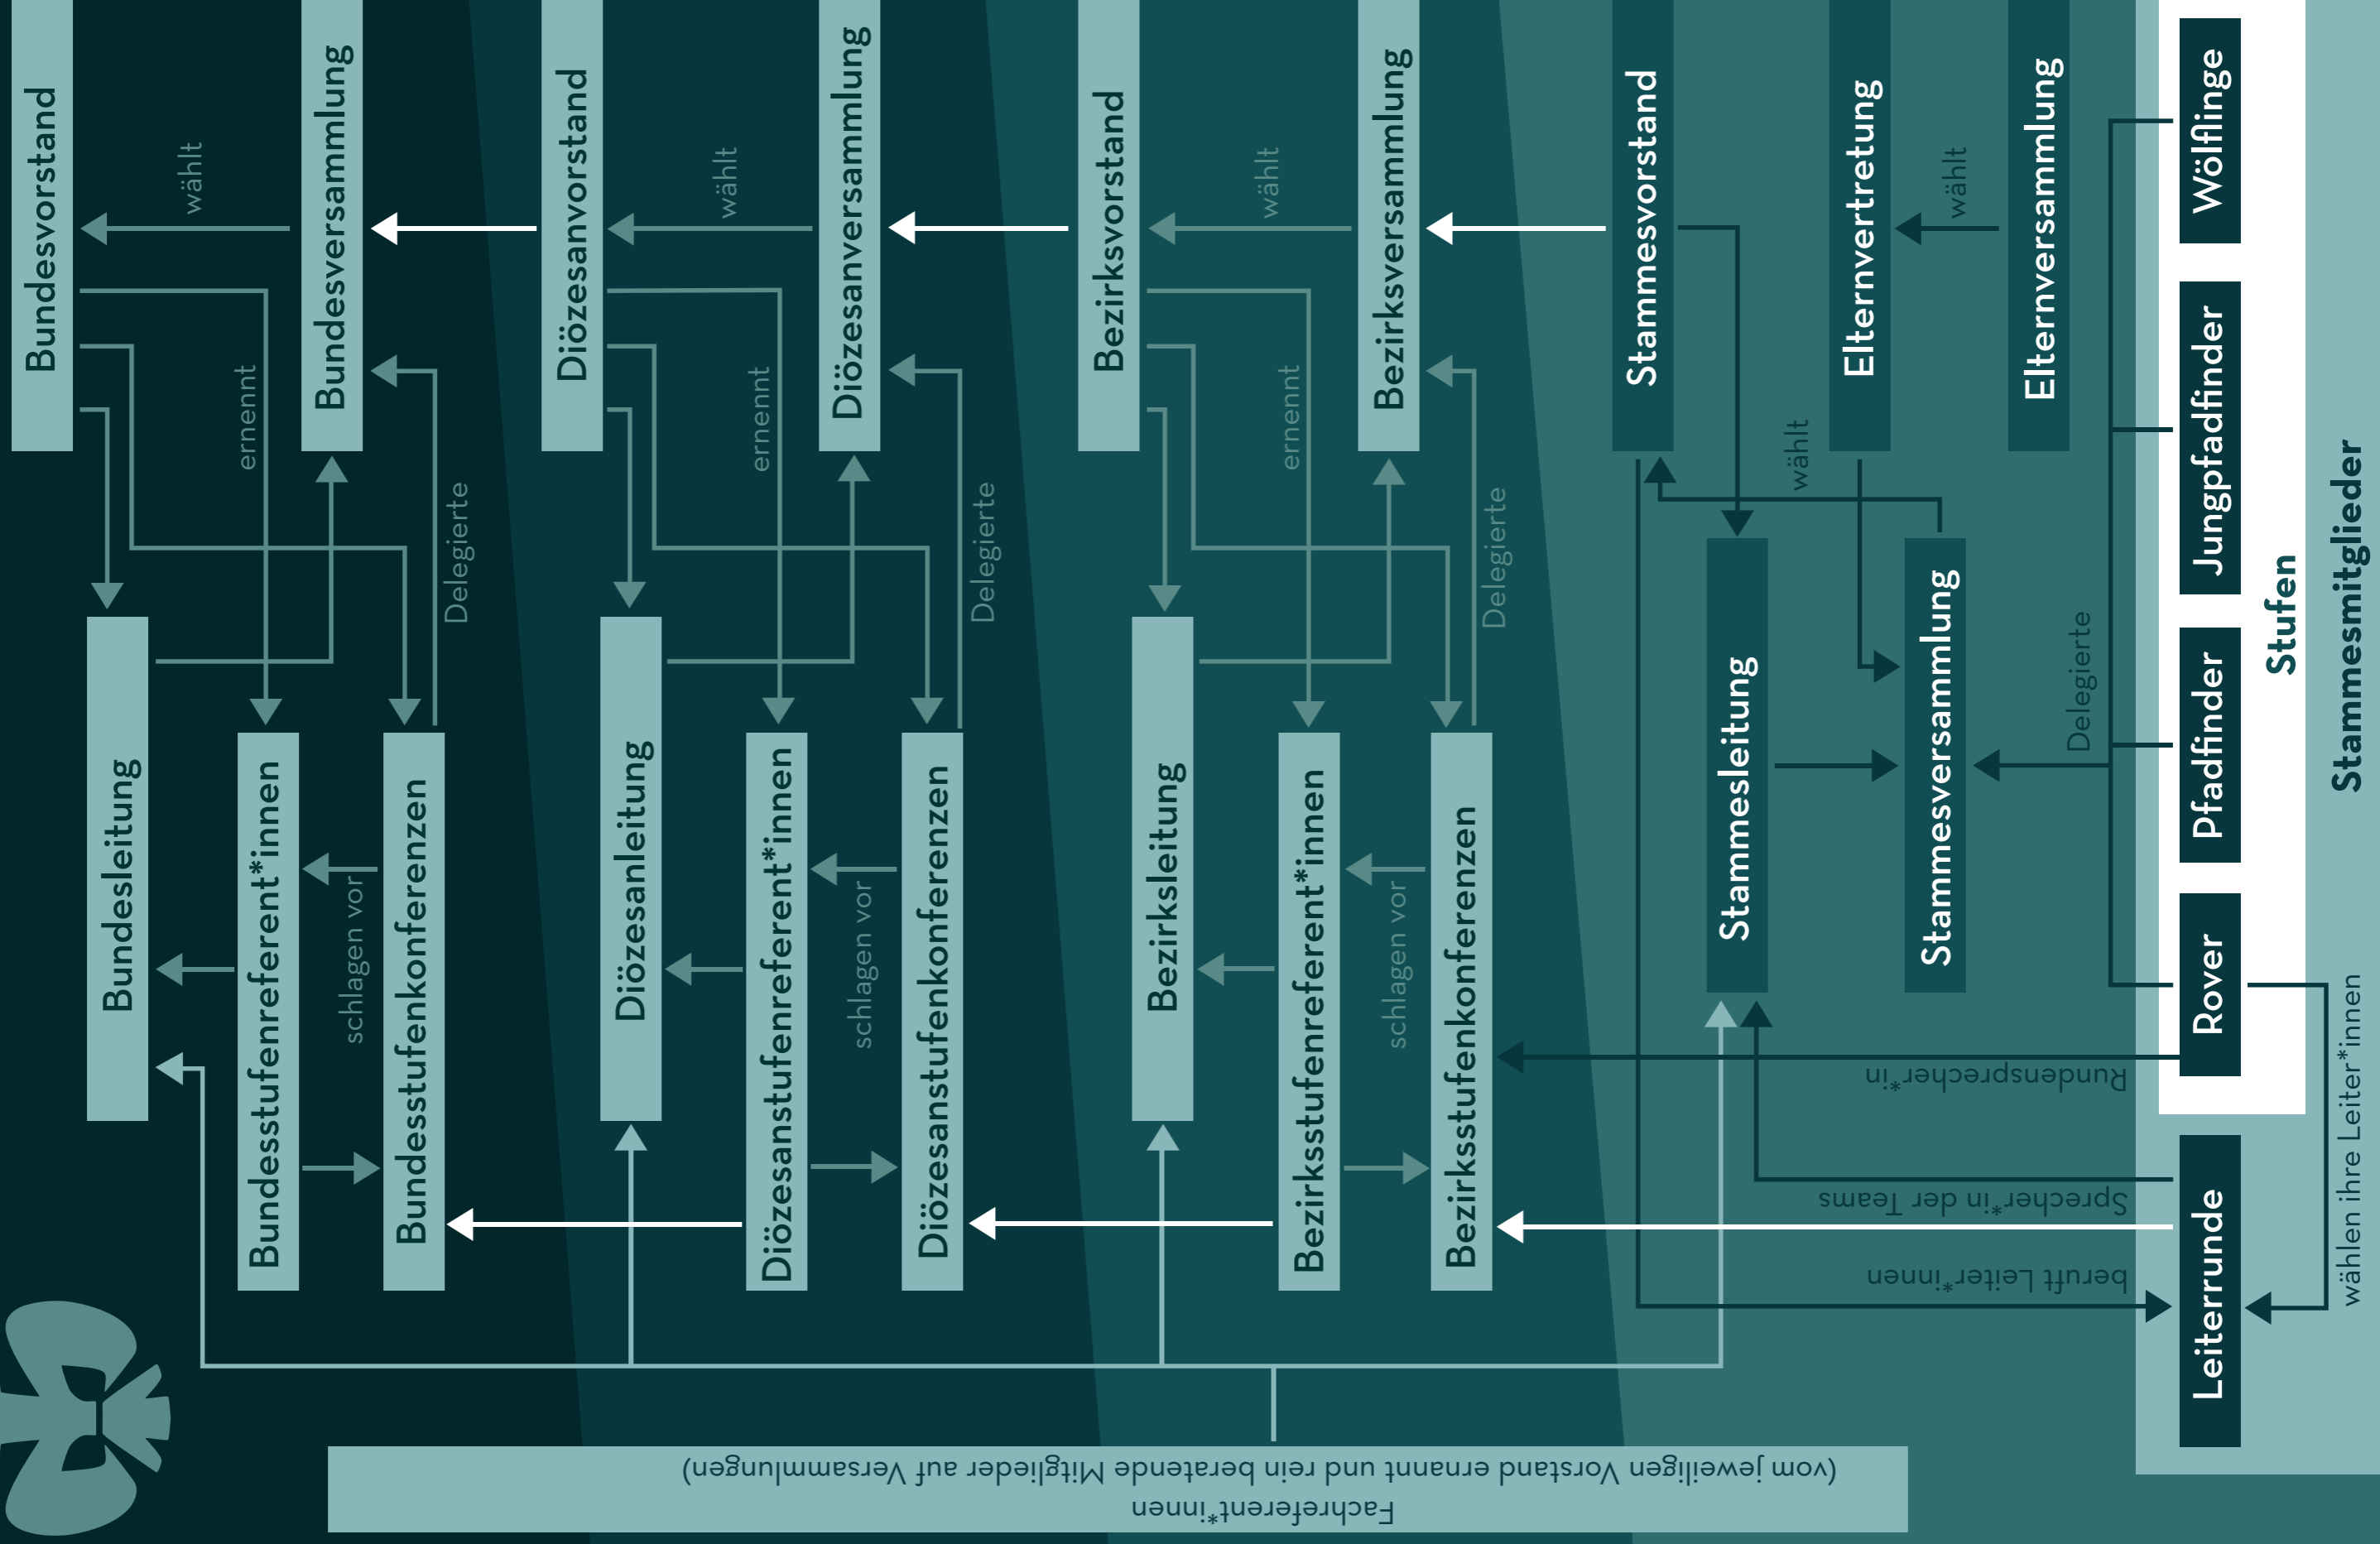 Bundesvorstand
wählt
Bundesversammlung
ernennt
Delegierte
Bundesleitung
Bundesstufenreferent*innen
schlagen vor
Bundesstufenkonferenzen
Diözesanvorstand
wählt
Diözesanversammlung
ernennt
Delegierte
Diözesanleitung
Diözesanstufenreferent*innen
schlagen vor
Diözesanstufenkonferenzen
Bezirksvorstand
wählt
Bezirksversammlung
ernennt
Delegierte
Bezirksleitung
Bezirksstufenreferent*innen
schlagen vor
Bezirksstufenkonferenzen
Stammesvorstand
Elternvertretung
wählt
Elternversammlung
wählt
Stammesleitung
Stammesversammlung
Delegierte
Rundensprecher*in
Sprecher*in der Teams
beruft Leiter*innen
Leiterrunde
Rover
Pfadfinder
Jungpfadfinder
Wölflinge
Stufen
Stammesmitglieder
wählen ihre Leiter*innen
Fachreferent*innen
(vom jeweiligen Vorstand ernannt und rein beratende Mitglieder auf Versammlungen)